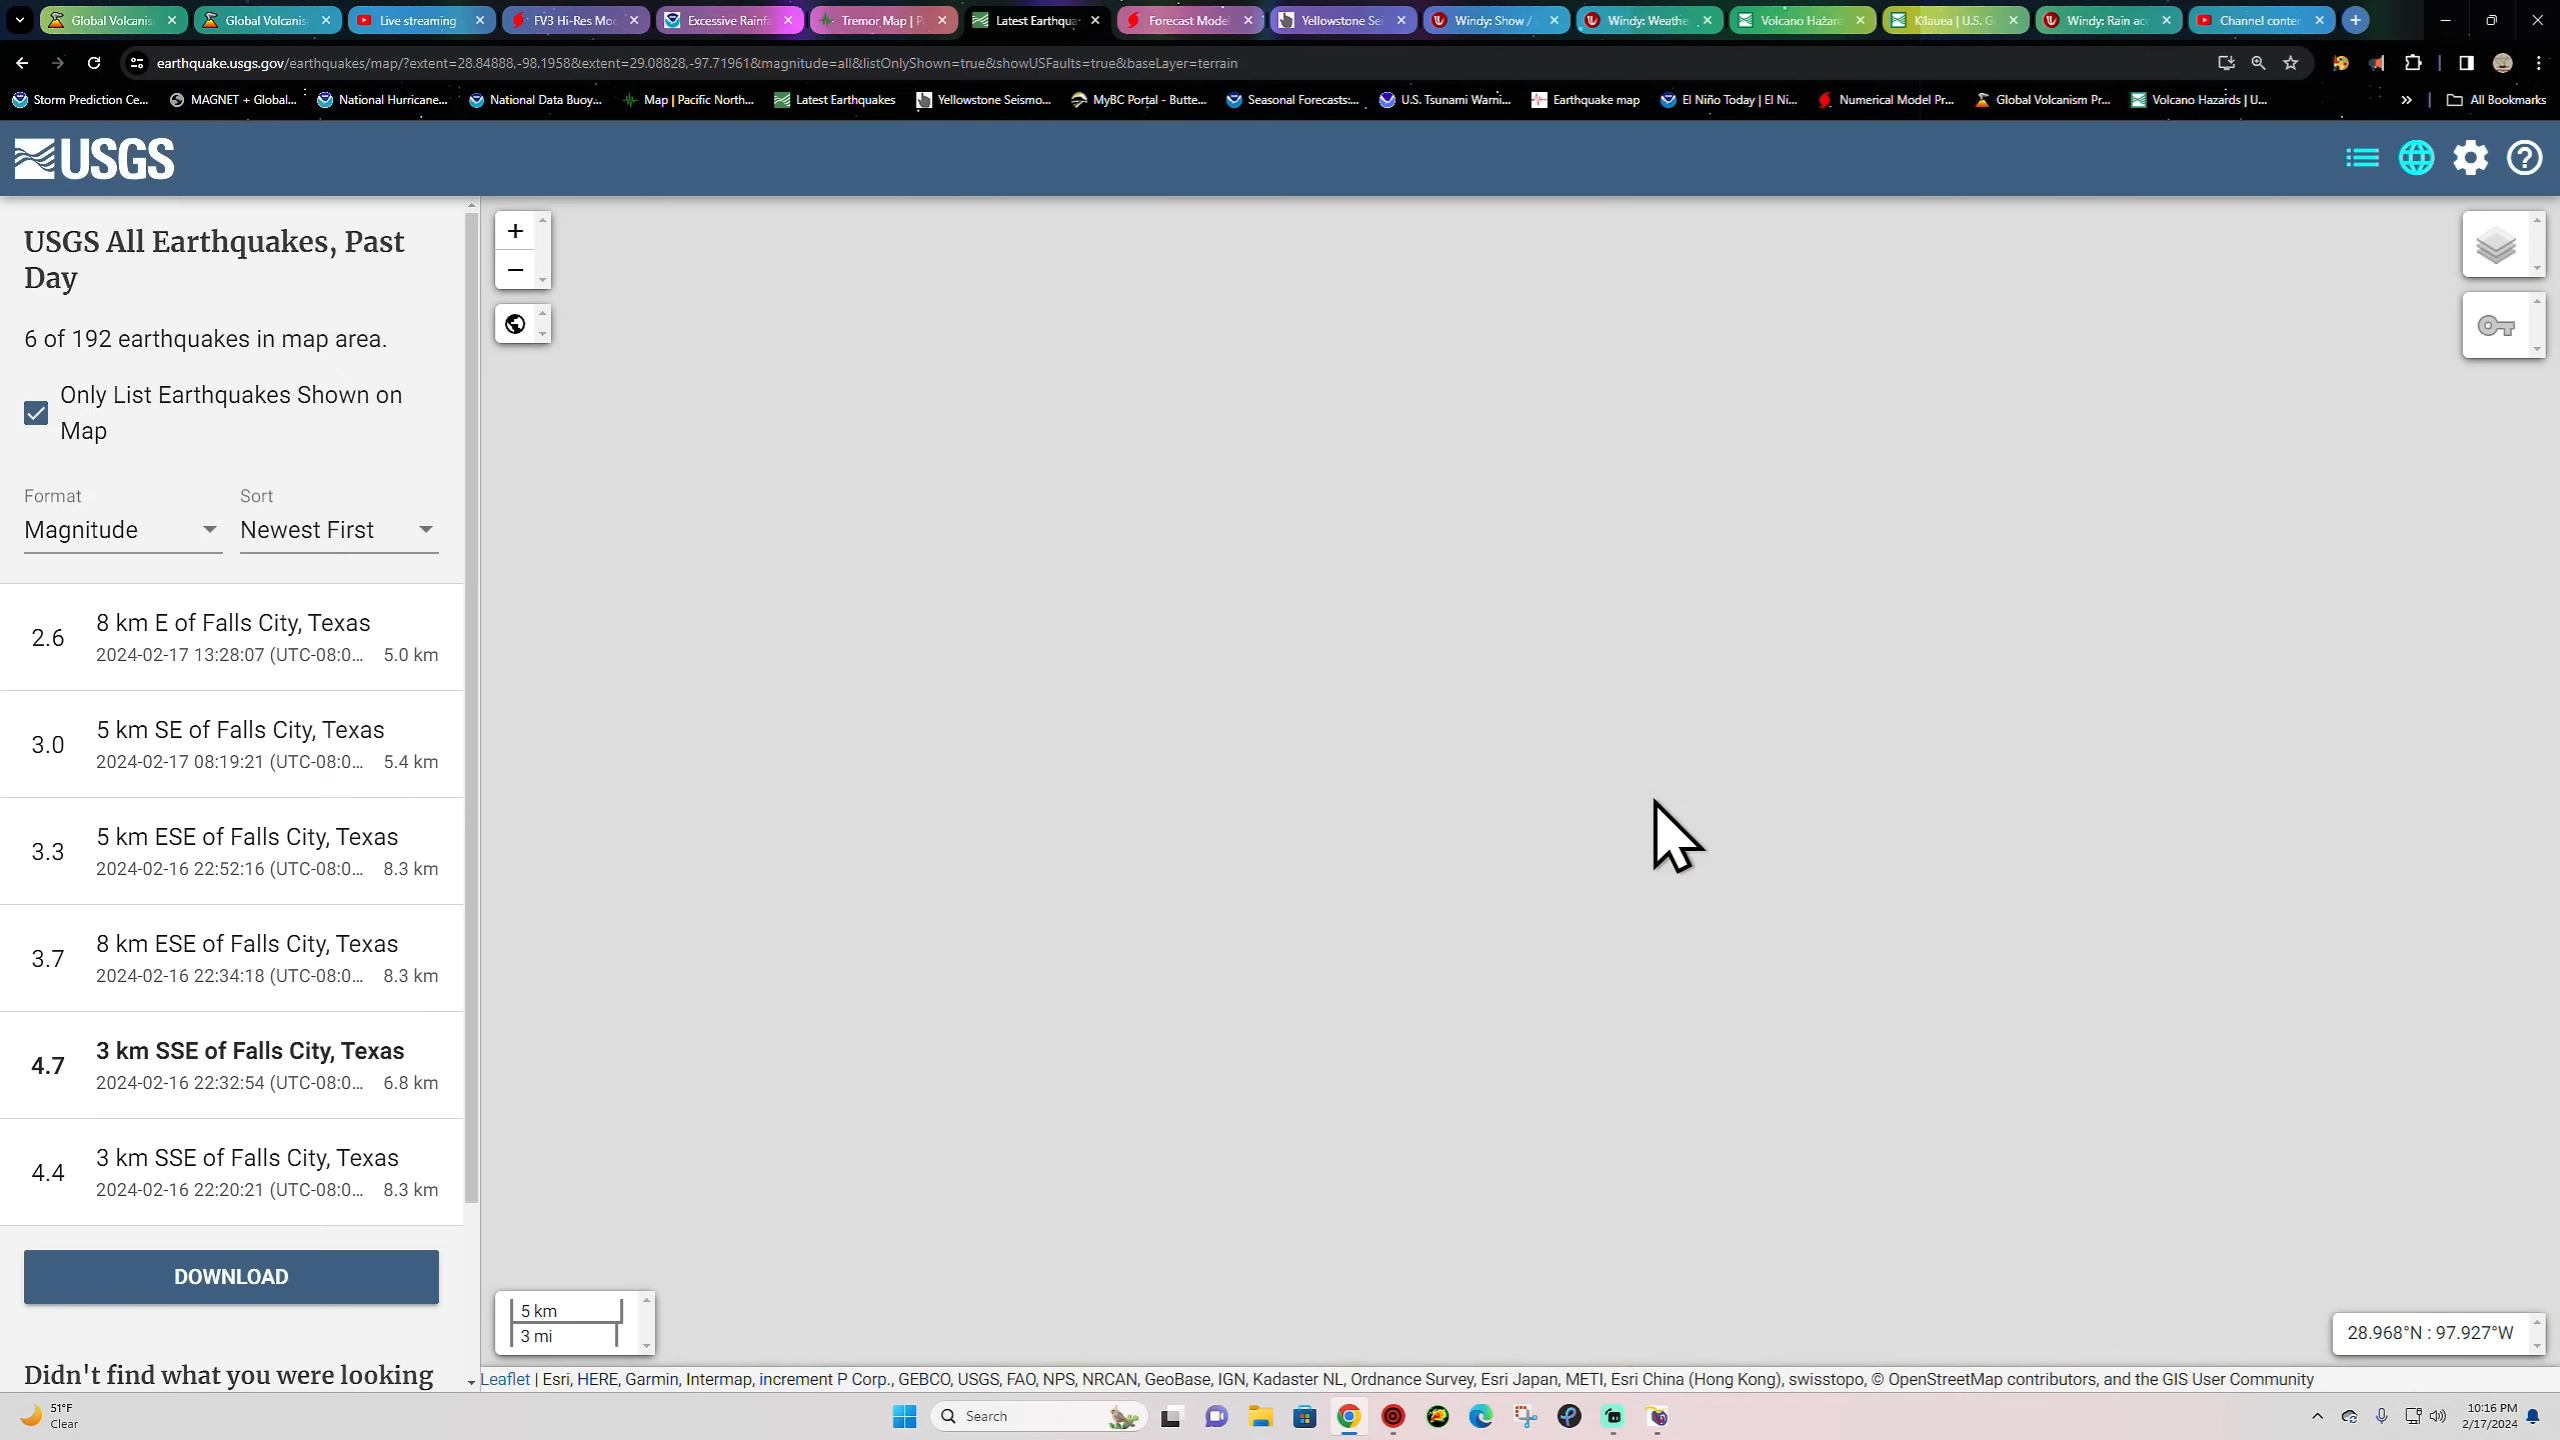 Global Volcanis
Global Volcanis
Live streaming
FV3 Hi-Res Mo
Excessive Rainfa
Tremor Map | P
Latest Earthqua
Forecast Model
Yellowstone Sei
Windy: Show /
Windy: Weathe
Volcano Hazard
Kilauea | U.S. G
Windy: Rain acc
Channel conten
earthquake.usgs.gov/earthquakes/map/?extent=28.84888,-98.1958&extent=29.08828,-97.71961&magnitude=all&listOnlyShown=true&showUSFaults=true&baseLayer=terrain
Storm Prediction Ce...
MAGNET + Global...
National Hurricane...
National Data Buoy...
Map | Pacific North...
Latest Earthquakes
Yellowstone Seismo...
MyBC Portal - Butte...
Seasonal Forecasts:...
U.S. Tsunami Warni...
Earthquake map
El Niño Today | El Ni...
Numerical Model Pr...
Global Volcanism Pr...
Volcano Hazards | U...
All Bookmarks
USGS
USGS All Earthquakes, Past
Day
6 of 192 earthquakes in map area.
Only List Earthquakes Shown on
Map
Format
Sort
Magnitude
Newest First
2.6
8 km E of Falls City, Texas
2024-02-17 13:28:07 (UTC-08:0... 5.0 km
3.0
5 km SE of Falls City, Texas
2024-02-17 08:19:21 (UTC-08:0... 5.4 km
3.3
5 km ESE of Falls City, Texas
2024-02-16 22:52:16 (UTC-08:0... 8.3 km
3.7
8 km ESE of Falls City, Texas
2024-02-16 22:34:18 (UTC-08:0... 8.3 km
4.7
3 km SSE of Falls City, Texas
2024-02-16 22:32:54 (UTC-08:0... 6.8 km
4.4
3 km SSE of Falls City, Texas
2024-02-16 22:20:21 (UTC-08:0... 8.3 km
DOWNLOAD
Didn't find what you were looking
+
−
5 km
3 mi
28.968°N : 97.927°W
Leaflet | Esri, HERE, Garmin, Intermap, increment P Corp., GEBCO, USGS, FAO, NPS, NRCAN, GeoBase, IGN, Kadaster NL, Ordnance Survey, Esri Japan, METI, Esri China (Hong Kong), swisstopo, © OpenStreetMap contributors, and the GIS User Community
51°F
Clear
Search
10:16 PM
2/17/2024